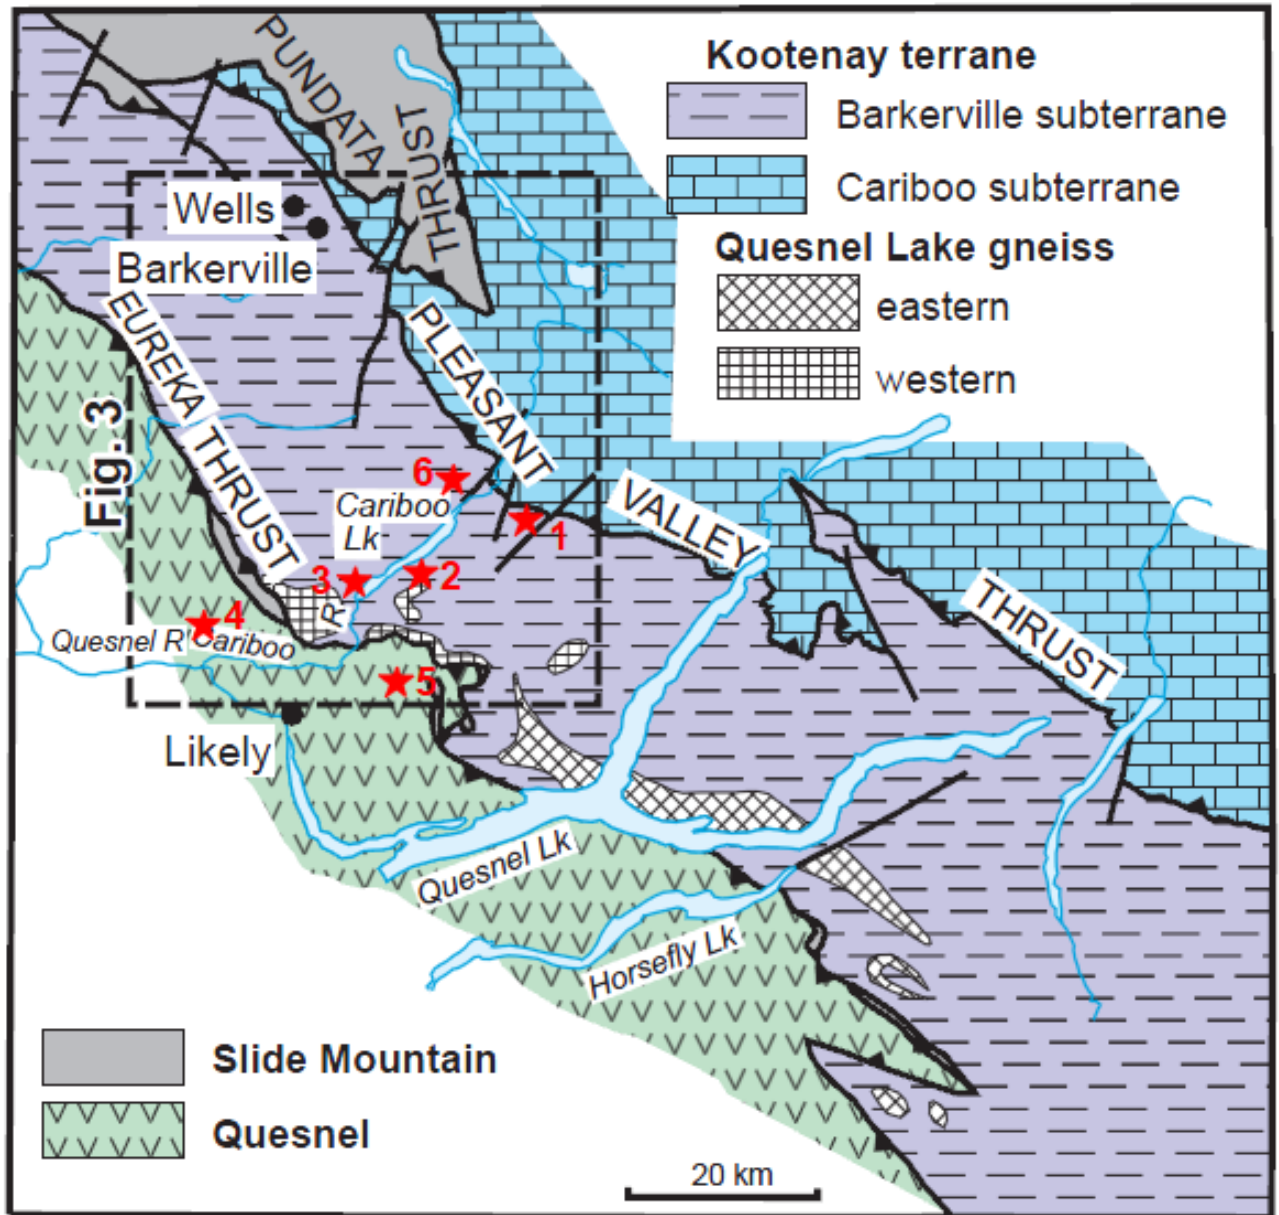 PUNDATA
THRUST
Kootenay terrane
Barkerville subterrane
Cariboo subterrane
Quesnel Lake gneiss
eastern
western
Wells
Barkerville
EUREKA THRUST
PLEASANT
VALLEY
THRUST
Fig. 3
6
Cariboo
Lk
1
3
2
R
4
Quesnel R
Cariboo
5
Likely
Quesnel Lk
Horsefly Lk
Slide Mountain
Quesnel
20 km